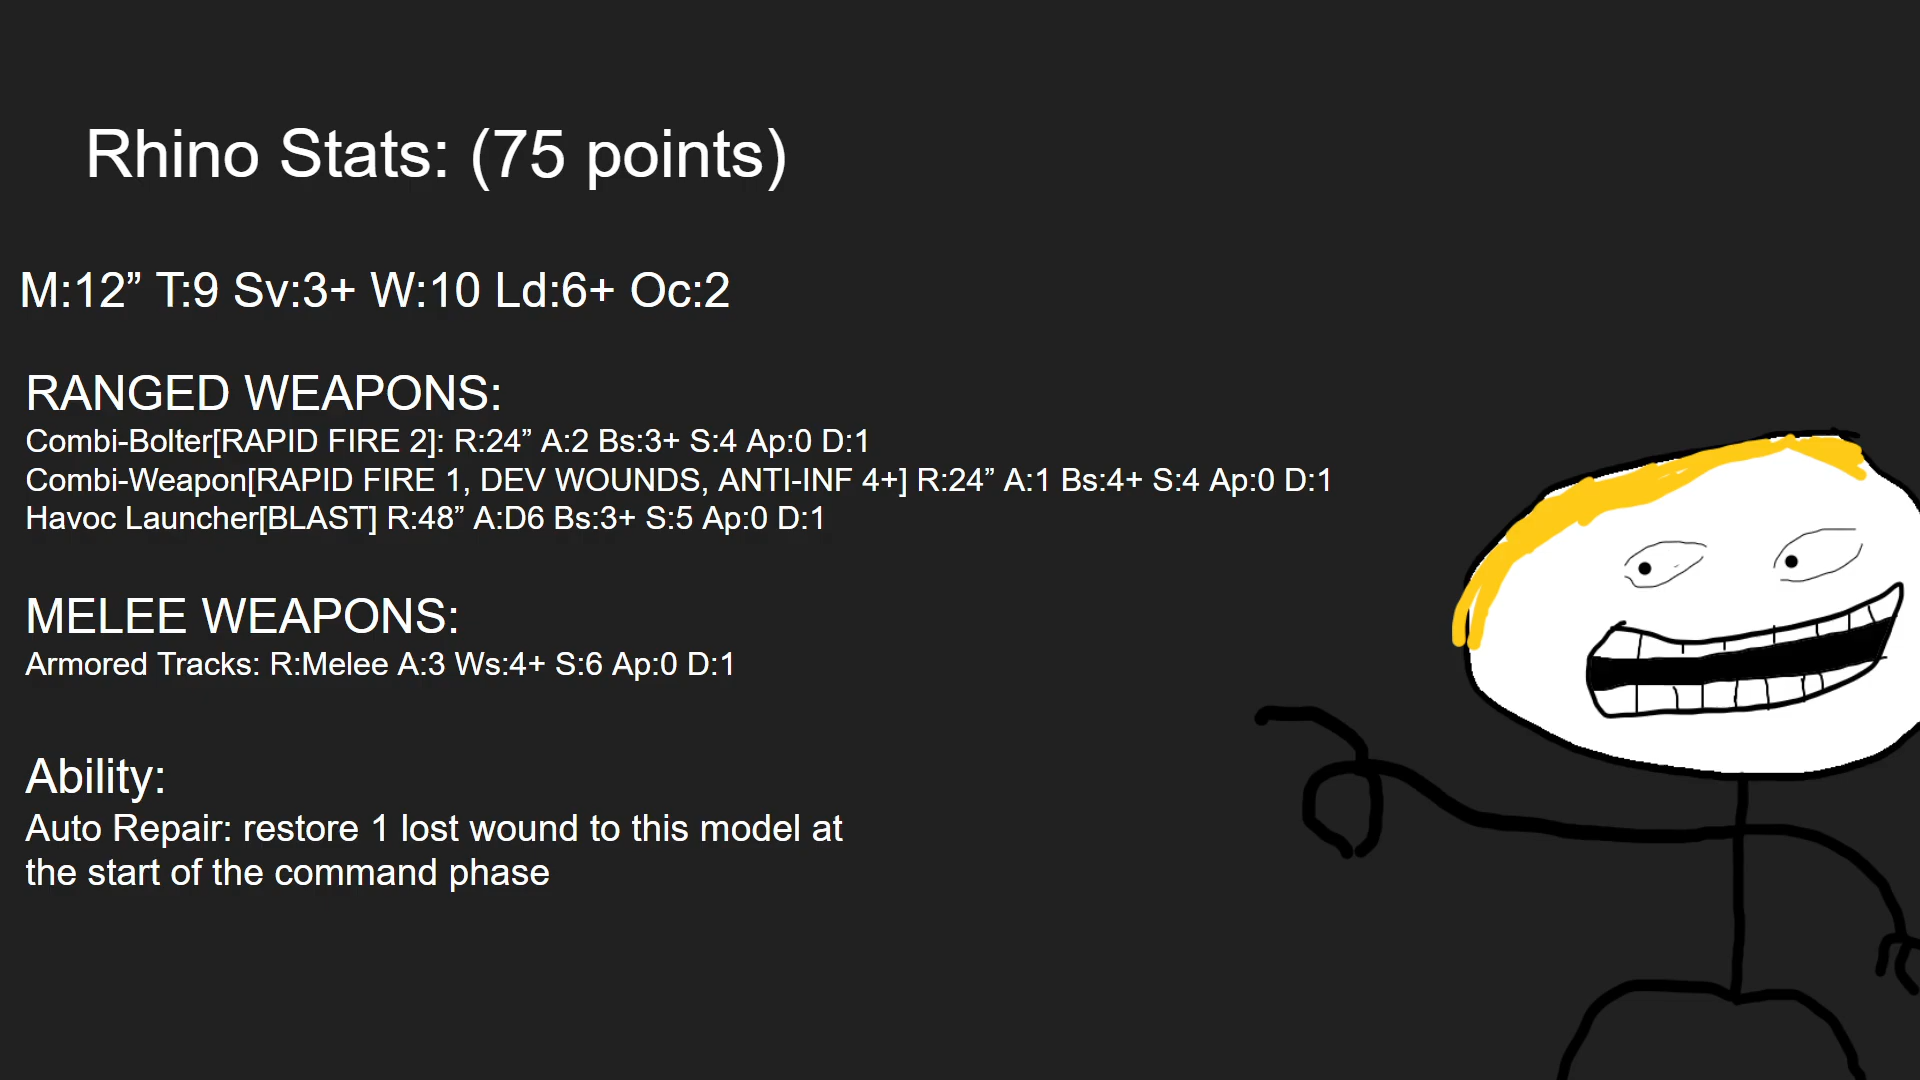 Rhino Stats: (75 points)
M:12” T:9 Sv:3+ W:10 Ld:6+ Oc:2
RANGED WEAPONS:
Combi-Bolter[RAPID FIRE 2]: R:24” A:2 Bs:3+ S:4 Ap:0 D:1
Combi-Weapon[RAPID FIRE 1, DEV WOUNDS, ANTI-INF 4+] R:24” A:1 Bs:4+ S:4 Ap:0 D:1
Havoc Launcher[BLAST] R:48” A:D6 Bs:3+ S:5 Ap:0 D:1
MELEE WEAPONS:
Armored Tracks: R:Melee A:3 Ws:4+ S:6 Ap:0 D:1
Ability:
Auto Repair: restore 1 lost wound to this model at
the start of the command phase